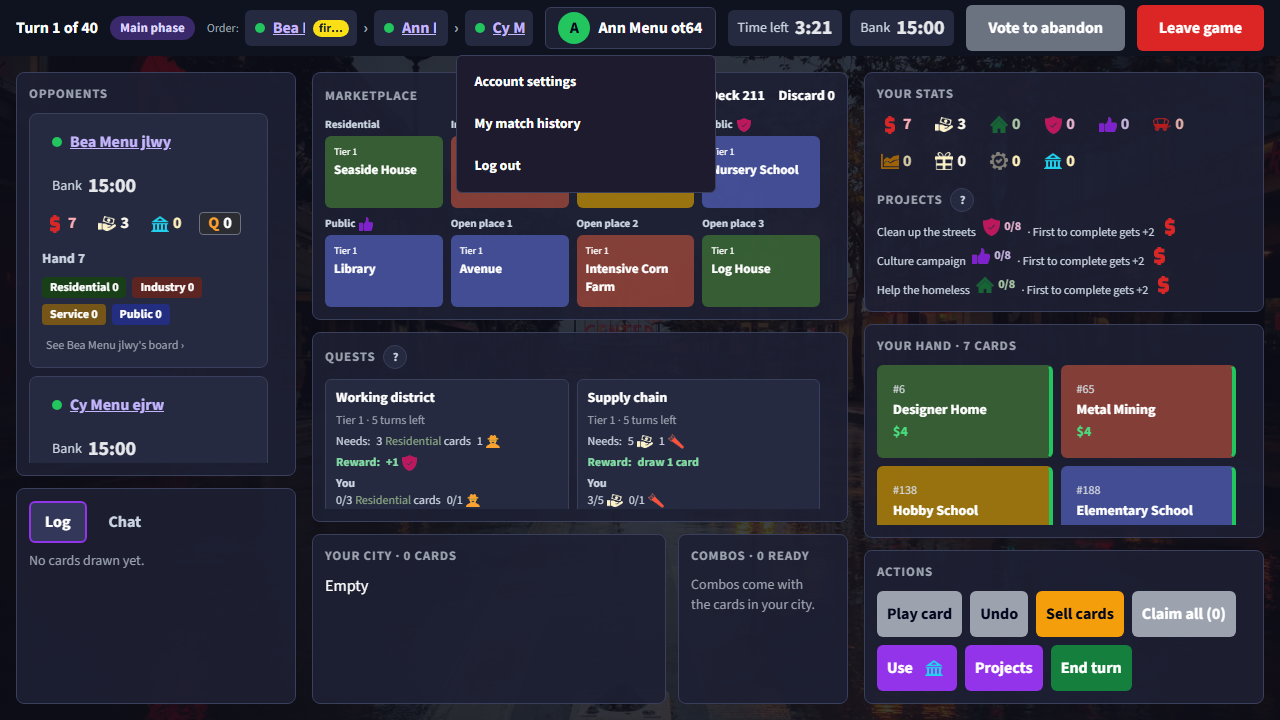 Turn 1 of 40 Main phase Order: Bea fir... › Ann › Cy M A Ann Menu ot64 Time left 3:21 Bank 15:00 Vote to abandon Leave game
Account settings
My match history
Log out
OPPONENTS
Bea Menu jlwy
Bank 15:00
$ 7 3 0 Q 0
Hand 7
Residential 0 Industry 0
Service 0 Public 0
See Bea Menu jlwy's board ›
Cy Menu ejrw
Bank 15:00
Log Chat
No cards drawn yet.
MARKETPLACE Deck 211 Discard 0
Residential
Tier 1
Seaside House
Tier 1
Nursery School
Public Open place 1 Open place 2 Open place 3
Tier 1 Tier 1 Tier 1 Tier 1
Library Avenue Intensive Corn Log House
Farm
QUESTS ?
Working district
Tier 1 · 5 turns left
Needs: 3 Residential cards 1
Reward: +1
You
0/3 Residential cards 0/1
Supply chain
Tier 1 · 5 turns left
Needs: 5 1
Reward: draw 1 card
You
3/5 0/1
YOUR CITY · 0 CARDS
Empty
COMBOS · 0 READY
Combos come with
the cards in your city.
YOUR STATS
$ 7 3 0 0 0 0
0 0 0 0
PROJECTS ?
Clean up the streets 0/8 · First to complete gets +2 $
Culture campaign 0/8 · First to complete gets +2 $
Help the homeless 0/8 · First to complete gets +2 $
YOUR HAND · 7 CARDS
#6
Designer Home
$4
#65
Metal Mining
$4
#138
Hobby School
#188
Elementary School
ACTIONS
Play card Undo Sell cards Claim all (0)
Use Projects End turn